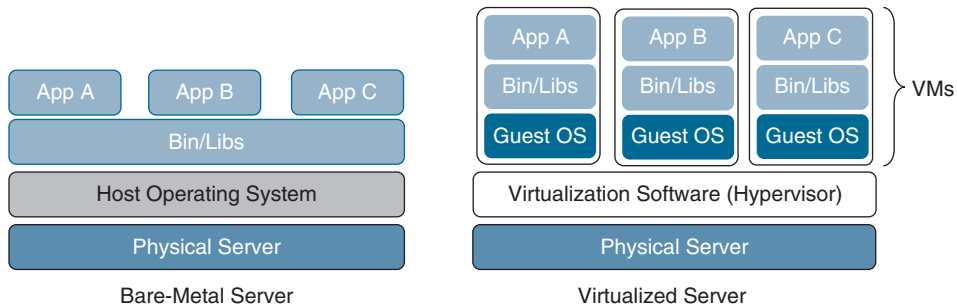 App A
App B
App C
Bin/Libs
Host Operating System
Physical Server
Bare-Metal Server
App A
App B
App C
Bin/Libs
Bin/Libs
Bin/Libs
Guest OS
Guest OS
Guest OS
VMs
Virtualization Software (Hypervisor)
Physical Server
Virtualized Server